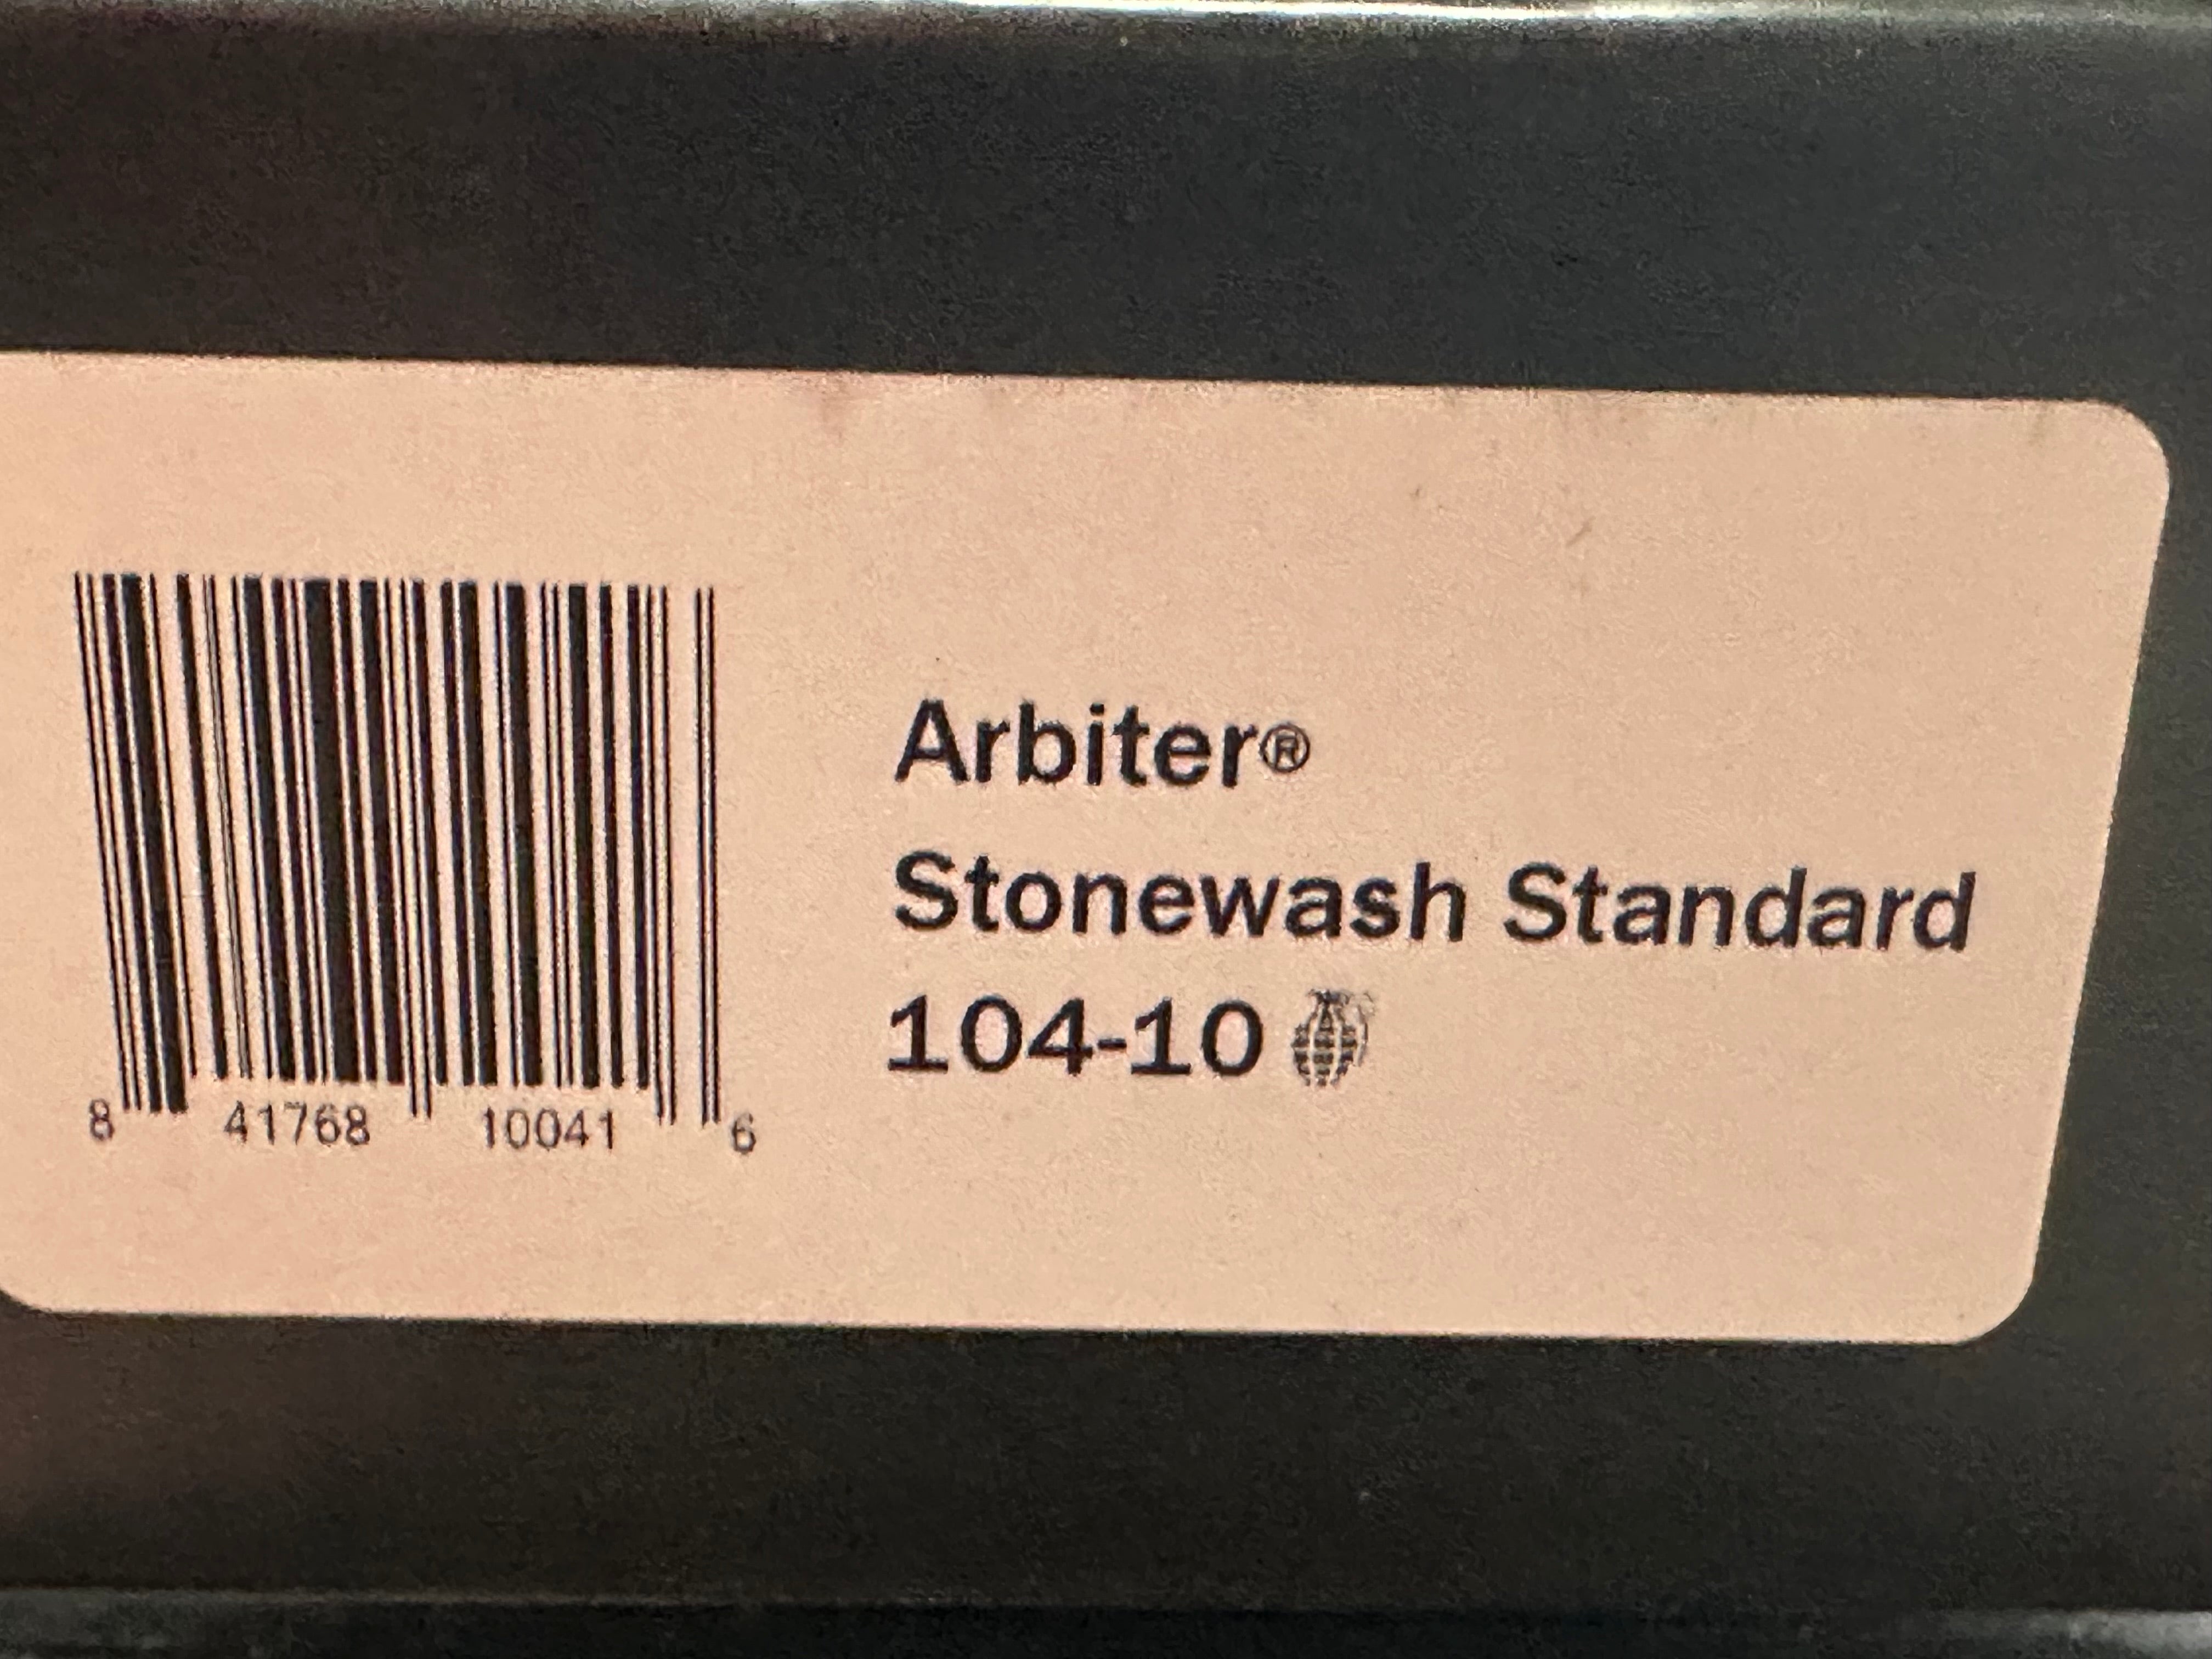 8 41768 10041 6
Arbiter®
Stonewash Standard
104-10